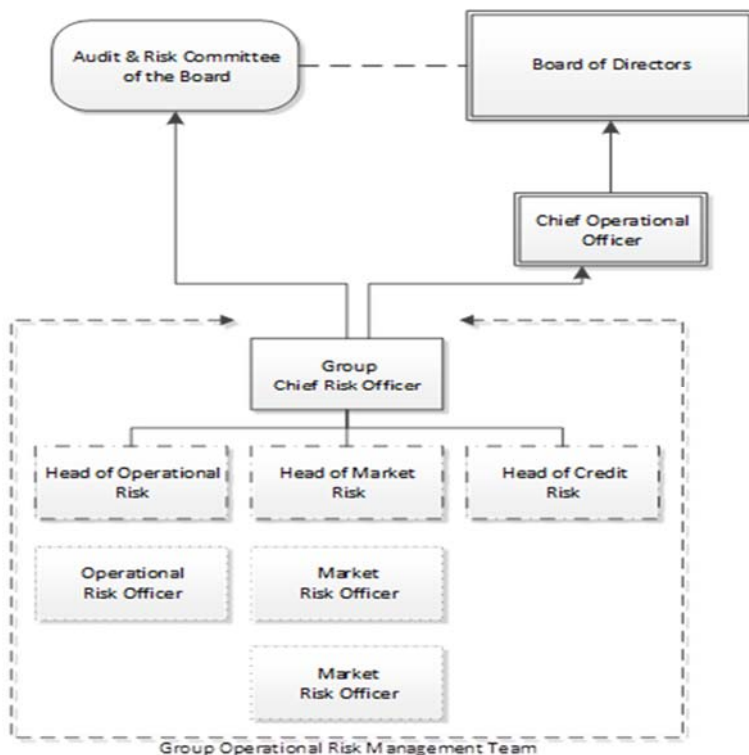 Audit & Risk Committee
of the Board
Board of Directors
Chief Operational
Officer
Group
Chief Risk Officer
Head of Operational
Risk
Head of Market
Risk
Head of Credit
Risk
Operational
Risk Officer
Market
Risk Officer
Market
Risk Officer
Group Operational Risk Management Team